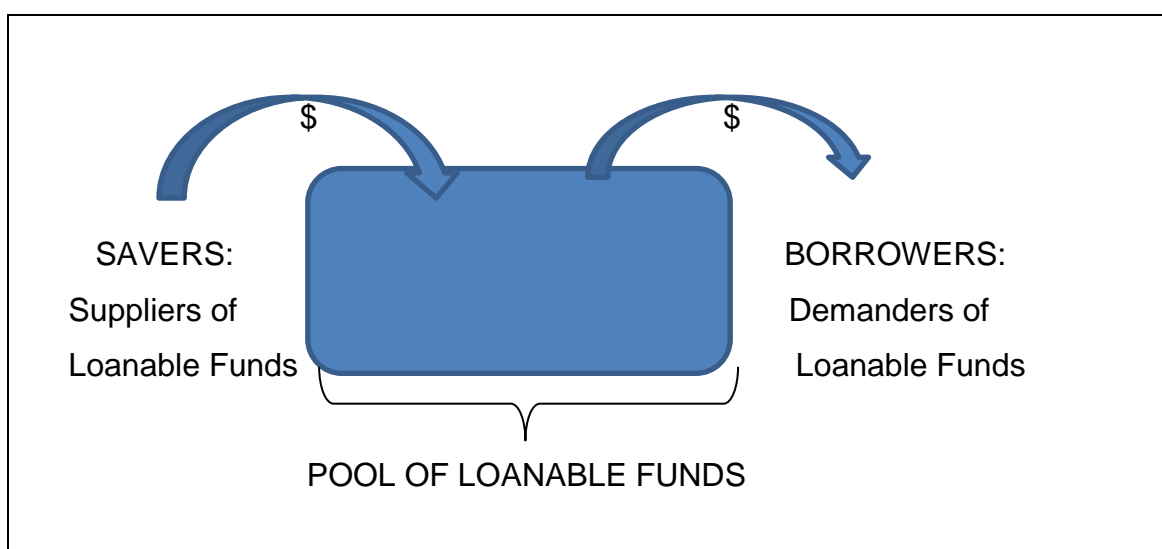 $
$
SAVERS:
Suppliers of
Loanable Funds
BORROWERS:
Demanders of
Loanable Funds
POOL OF LOANABLE FUNDS